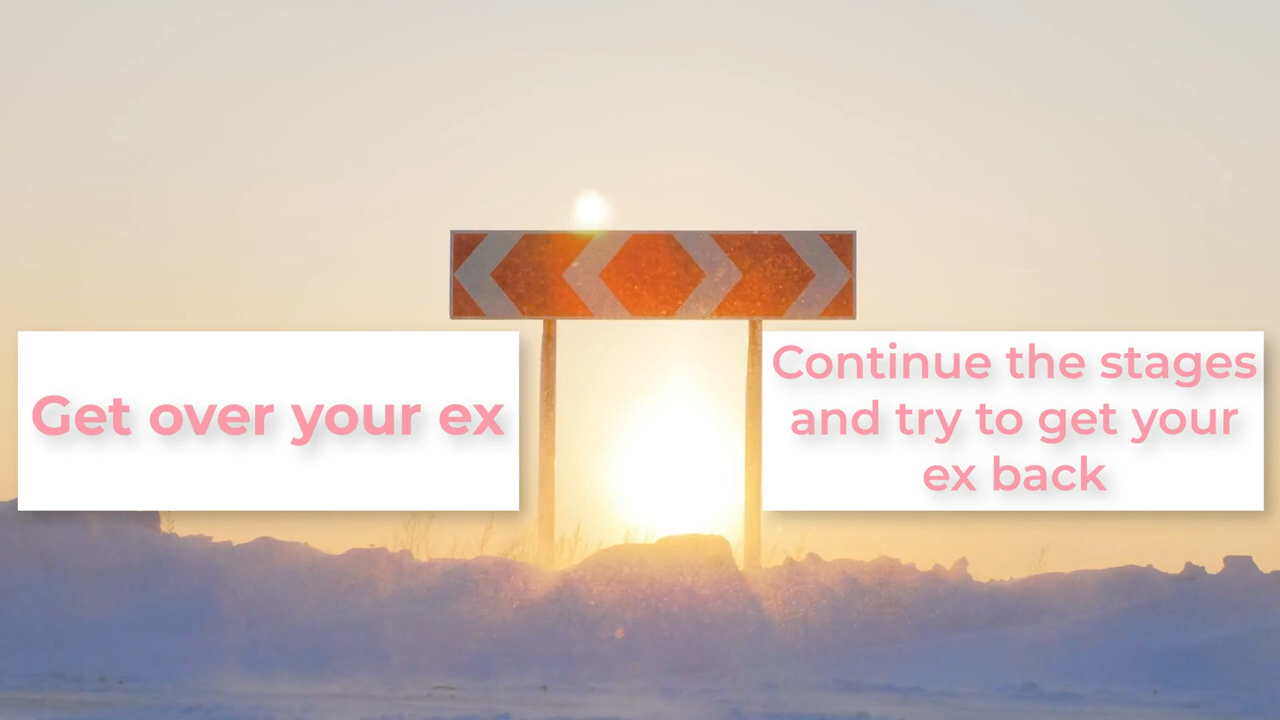 Get over your ex
Continue the stages
and try to get your
ex back